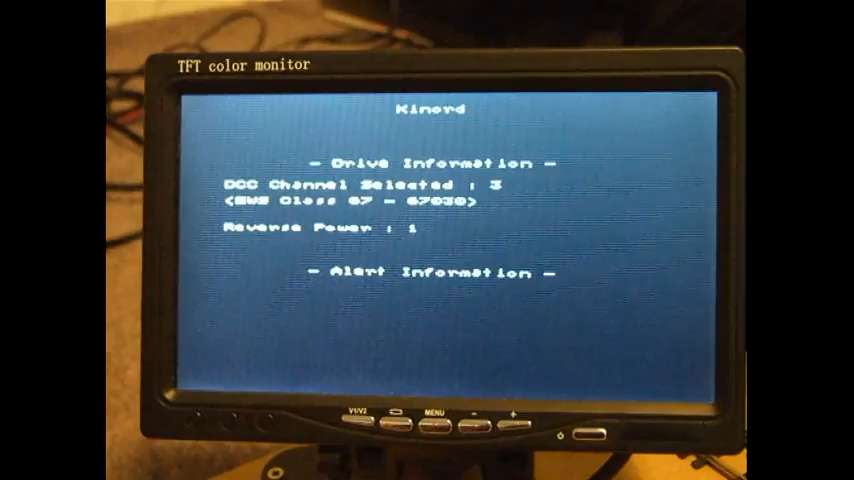 TFT color monitor
Kinord
- Drive Information -
DCC Channel Selected : 3
<EWS Class 67 - 67030>
Reverse Power : 1
- Alert Information -
V1/V2 MENU - +